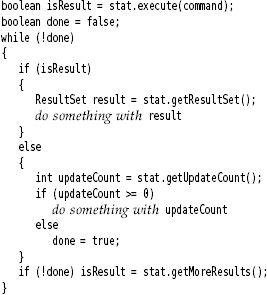 boolean isResult = stat.execute(command);
boolean done = false;
while (!done)
{
   if (isResult)
   {
      ResultSet result = stat.getResultSet();
      do something with result
   }
   else
   {
      int updateCount = stat.getUpdateCount();
      if (updateCount >= 0)
         do something with updateCount
      else
         done = true;
   }
   if (!done) isResult = stat.getMoreResults();
}